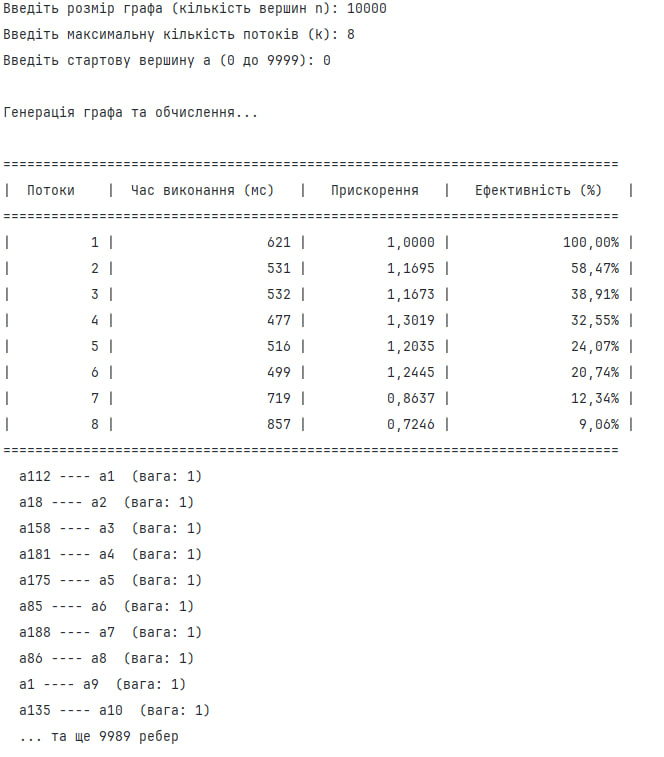 Введіть розмір графа (кількість вершин n): 10000
Введіть максимальну кількість потоків (k): 8
Введіть стартову вершину a (0 до 9999): 0
Генерація графа та обчислення...
=============================================================================
|  Потоки    |  Час виконання (мс)   |   Прискорення   |   Ефективність (%)   |
=============================================================================
|          1 |                   621 |          1,0000 |              100,00% |
|          2 |                   531 |          1,1695 |               58,47% |
|          3 |                   532 |          1,1673 |               38,91% |
|          4 |                   477 |          1,3019 |               32,55% |
|          5 |                   516 |          1,2035 |               24,07% |
|          6 |                   499 |          1,2445 |               20,74% |
|          7 |                   719 |          0,8637 |               12,34% |
|          8 |                   857 |          0,7246 |                9,06% |
=============================================================================
  a112 ---- a1  (вага: 1)
  a18 ---- a2  (вага: 1)
  a158 ---- a3  (вага: 1)
  a181 ---- a4  (вага: 1)
  a175 ---- a5  (вага: 1)
  a85 ---- a6  (вага: 1)
  a188 ---- a7  (вага: 1)
  a86 ---- a8  (вага: 1)
  a1 ---- a9  (вага: 1)
  a135 ---- a10  (вага: 1)
  ... та ще 9989 ребер